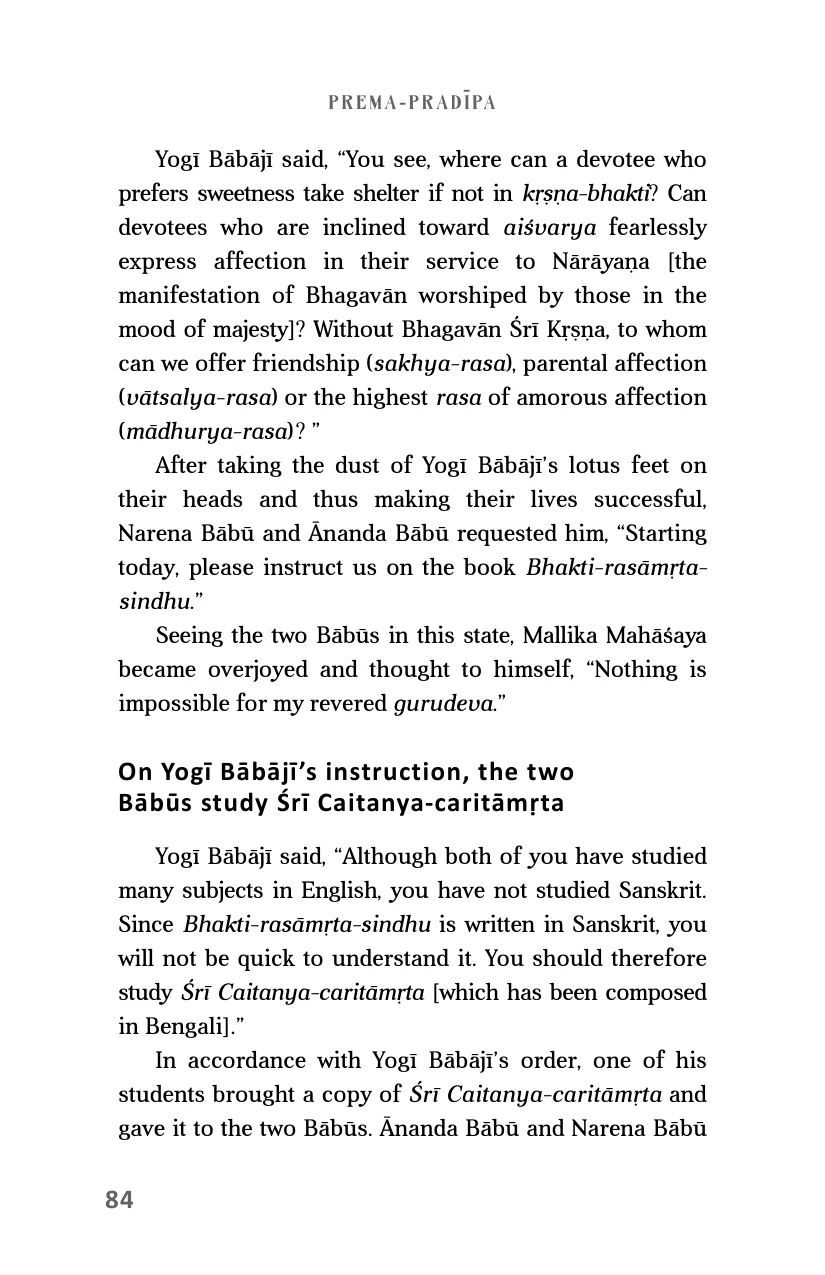 PREMA-PRADĪPA
Yogī Bābājī said, “You see, where can a devotee who
prefers sweetness take shelter if not in kṛṣṇa-bhakti? Can
devotees who are inclined toward aiśvarya fearlessly
express affection in their service to Nārāyaṇa [the
manifestation of Bhagavān worshiped by those in the
mood of majesty]? Without Bhagavān Śrī Kṛṣṇa, to whom
can we offer friendship (sakhya-rasa), parental affection
(vātsalya-rasa) or the highest rasa of amorous affection
(mādhurya-rasa)? ”
After taking the dust of Yogī Bābājī’s lotus feet on
their heads and thus making their lives successful,
Narena Bābū and Ānanda Bābū requested him, “Starting
today, please instruct us on the book Bhakti-rasāmṛta-
sindhu.”
Seeing the two Bābūs in this state, Mallika Mahāśaya
became overjoyed and thought to himself, “Nothing is
impossible for my revered gurudeva.”
On Yogī Bābājī’s instruction, the two
Bābūs study Śrī Caitanya-caritāmṛta
Yogī Bābājī said, “Although both of you have studied
many subjects in English, you have not studied Sanskrit.
Since Bhakti-rasāmṛta-sindhu is written in Sanskrit, you
will not be quick to understand it. You should therefore
study Śrī Caitanya-caritāmṛta [which has been composed
in Bengali].”
In accordance with Yogī Bābājī’s order, one of his
students brought a copy of Śrī Caitanya-caritāmṛta and
gave it to the two Bābūs. Ānanda Bābū and Narena Bābū
84